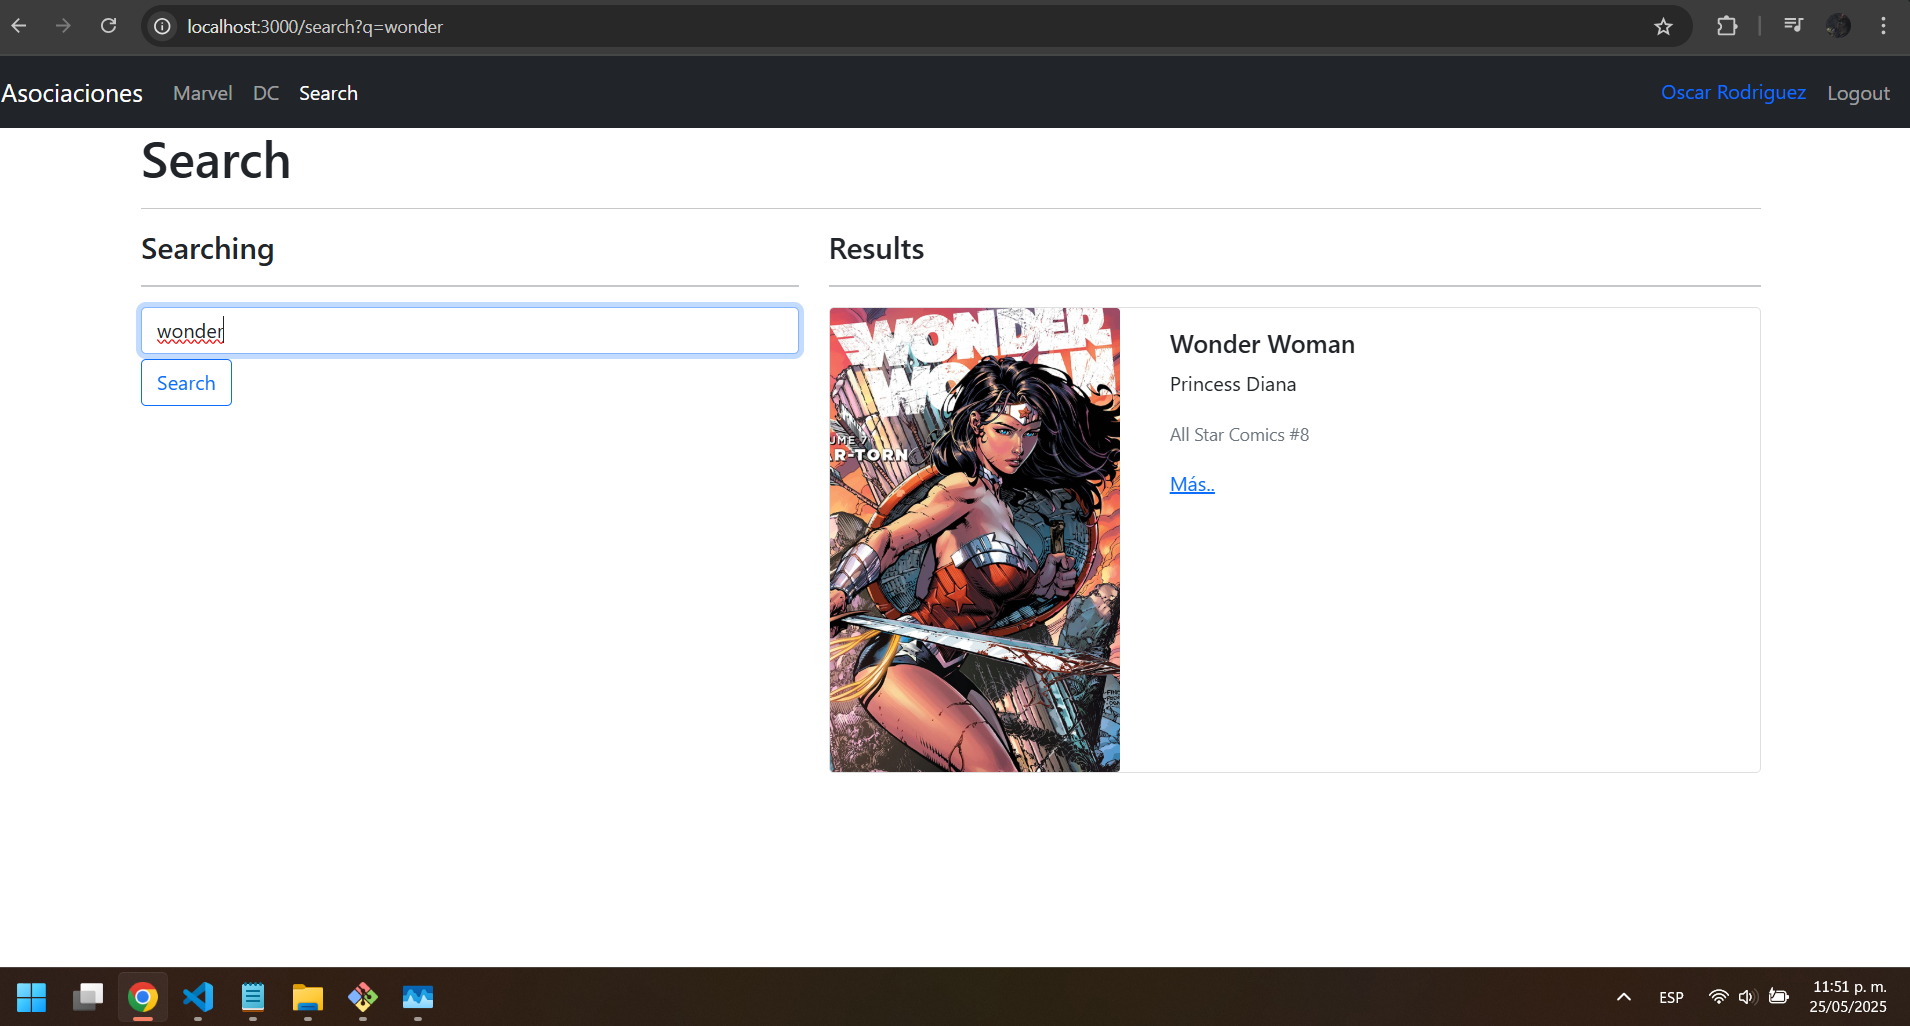 localhost:3000/search?q=wonder
Asociaciones Marvel DC Search Oscar Rodriguez Logout
Search
Searching
Results
wonder
Search
WONDER
WOMAN
UME 7
R-TORN
Wonder Woman
Princess Diana
All Star Comics #8
Más..
ESP
11:51 p. m.
25/05/2025